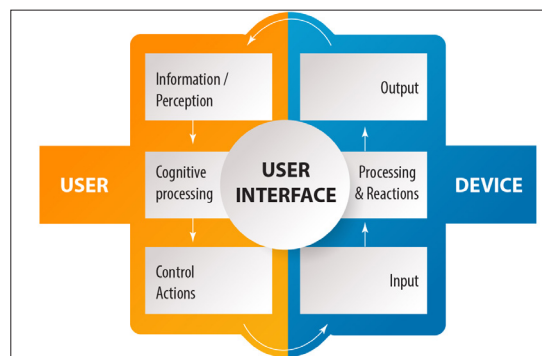 Information /
Perception
Output
USER
Cognitive
processing
USER
INTERFACE
Processing
& Reactions
DEVICE
Control
Actions
Input